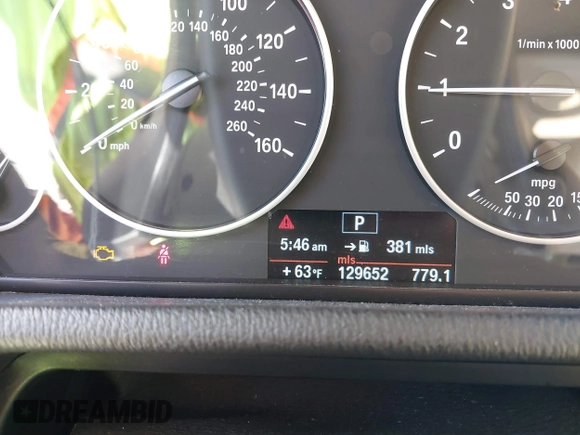 100
120
140
160
20
40
60
80
0 km/h
120
140
160
180
200
220
240
260
0 mph
3
2
1
0
1/min x 1000
50
30
20
15
mpg
P
5:46 am
381 mls
mls
+ 63°F
129652
779.1
DREAMBID